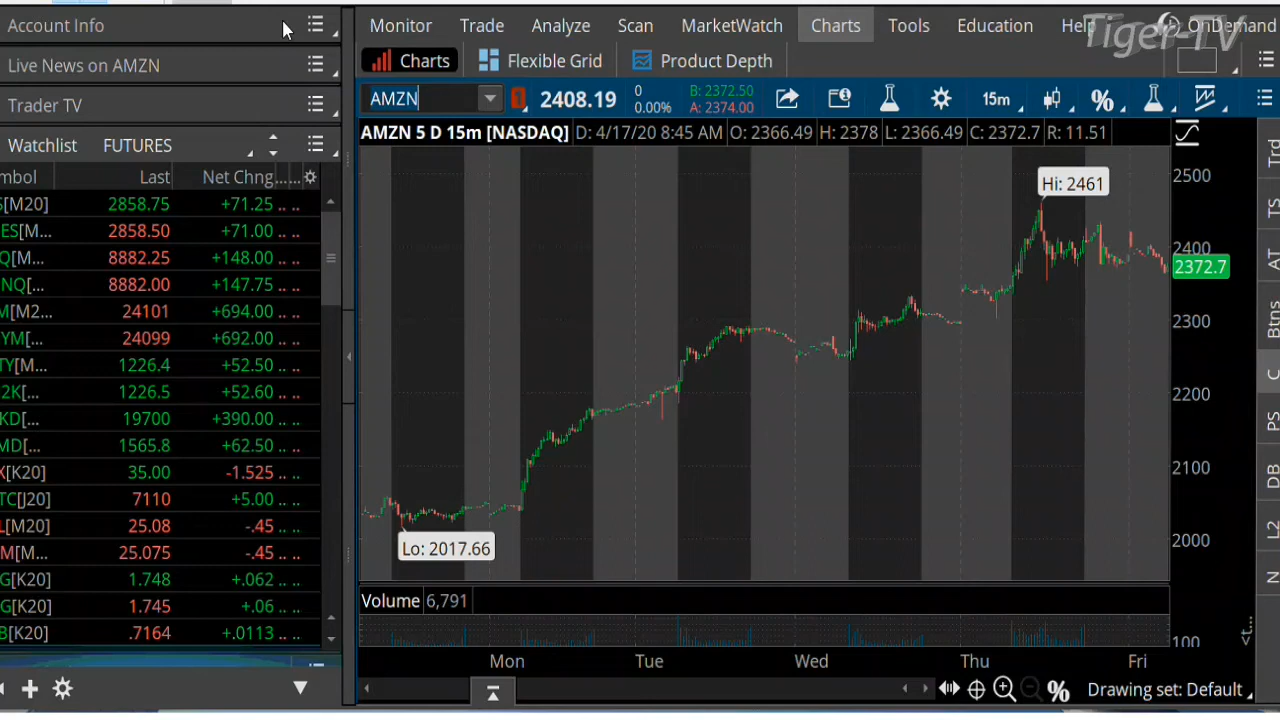 Account Info
Live News on AMZN
Trader TV
Watchlist FUTURES
mbol Last Net Chng... ...
S[M20] 2858.75 +71.25 .. ..
ES[M... 2858.50 +71.00 .. ..
Q[M... 8882.25 +148.00 .. ..
NQ[... 8882.00 +147.75 .. ..
M[M2... 24101 +694.00 .. ..
YM[... 24099 +692.00 .. ..
TY[M... 1226.4 +52.50 .. ..
2K[... 1226.5 +52.60 .. ..
KD[... 19700 +390.00 .. ..
MD[... 1565.8 +62.50 .. ..
X[K20] 35.00 -1.525 .. ..
TC[J20] 7110 +5.00 .. ..
L[M20] 25.08 -.45 .. ..
M[M... 25.075 -.45 .. ..
G[K20] 1.748 +.062 .. ..
G[K20] 1.745 +.06 .. ..
B[K20] .7164 +.0113 .. ..
Monitor Trade Analyze Scan MarketWatch Charts Tools Education Help OnDemand
Tiger-TV
Charts Flexible Grid Product Depth
AMZN 2408.19 0 B: 2372.50 15m %
0.00% A: 2374.00
AMZN 5 D 15m [NASDAQ] D: 4/17/20 8:45 AM O: 2366.49 H: 2378 L: 2366.49 C: 2372.7 R: 11.51
Hi: 2461
2500
2400
2372.7
2300
2200
2100
2000
Lo: 2017.66
Volume 6,791
100
<t...
Mon Tue Wed Thu Fri
% Drawing set: Default
Trd
TS
AT
Btns
C
PS
DB
L2
N